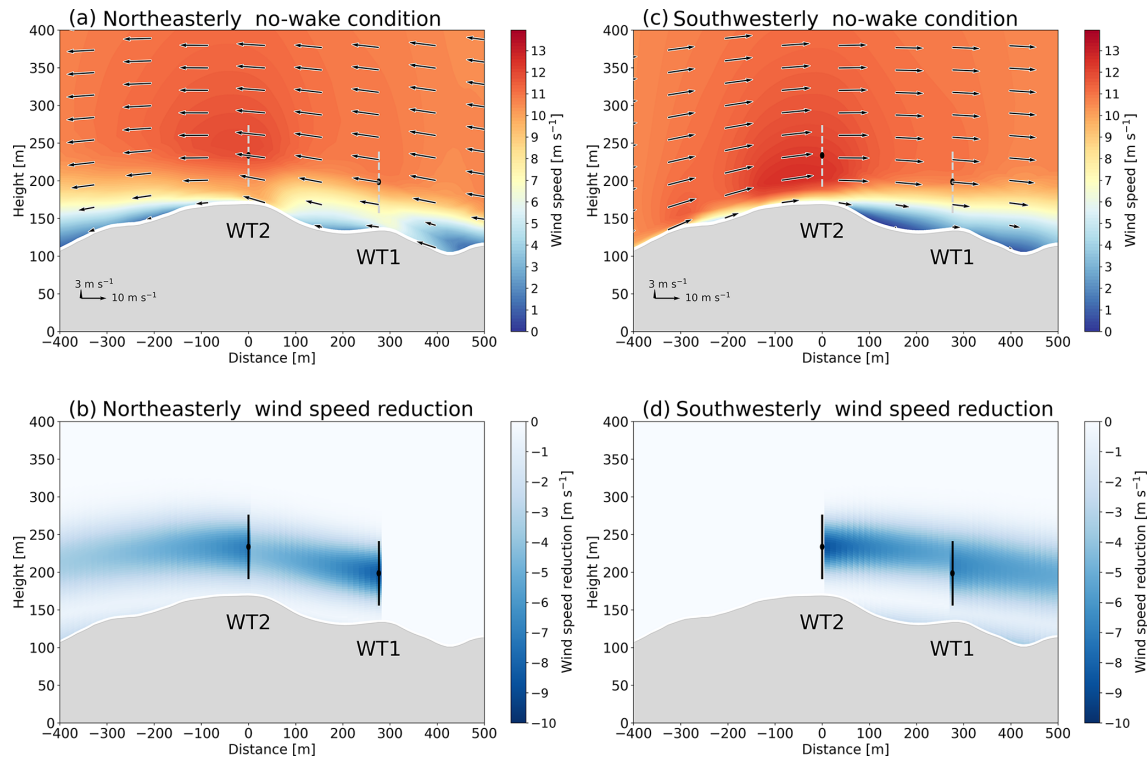 (a) Northeasterly no-wake condition
400
350
300
250
200
150
100
50
0
Height [m]
WT2
WT1
3 m s⁻¹
10 m s⁻¹
−400 −300 −200 −100 0 100 200 300 400 500
Distance [m]
13
12
11
10
9
8
7
6
5
4
3
2
1
0
Wind speed [m s⁻¹]
(c) Southwesterly no-wake condition
400
350
300
250
200
150
100
50
0
Height [m]
WT2
WT1
3 m s⁻¹
10 m s⁻¹
−400 −300 −200 −100 0 100 200 300 400 500
Distance [m]
13
12
11
10
9
8
7
6
5
4
3
2
1
0
Wind speed [m s⁻¹]
(b) Northeasterly wind speed reduction
400
350
300
250
200
150
100
50
0
Height [m]
WT2
WT1
−400 −300 −200 −100 0 100 200 300 400 500
Distance [m]
0
−1
−2
−3
−4
−5
−6
−7
−8
−9
−10
Wind speed reduction [m s⁻¹]
(d) Southwesterly wind speed reduction
400
350
300
250
200
150
100
50
0
Height [m]
WT2
WT1
−400 −300 −200 −100 0 100 200 300 400 500
Distance [m]
0
−1
−2
−3
−4
−5
−6
−7
−8
−9
−10
Wind speed reduction [m s⁻¹]